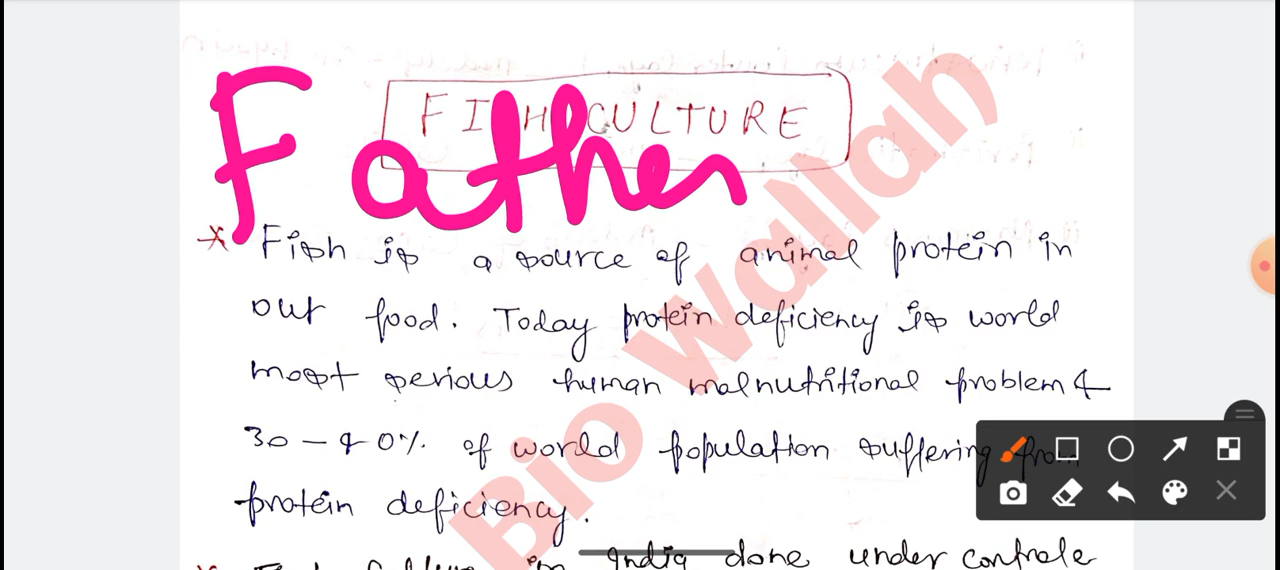 FISH CULTURE
Father
* Fish is a source of animal protein in
our food. Today protein deficiency is world
most serious human malnutritional problem &
30-40% of world population suffering from
protein deficiency.
in India done under controle
Bio Wallah